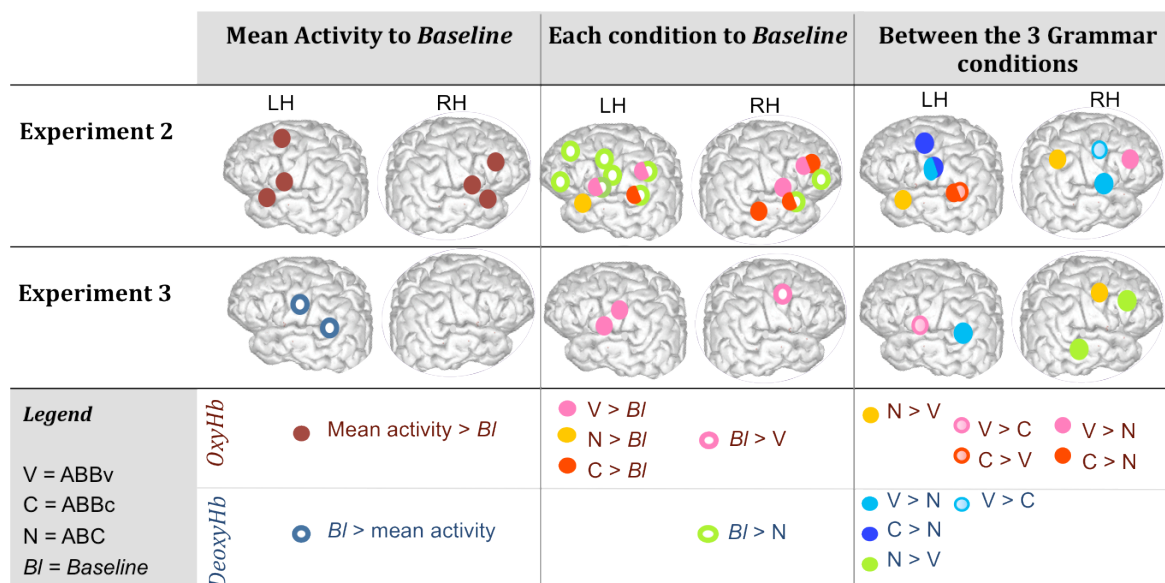 Mean Activity to Baseline
Each condition to Baseline
Between the 3 Grammar
conditions
Experiment 2
LH
RH
LH
RH
LH
RH
Experiment 3
Legend
V = ABBv
C = ABBc
N = ABC
Bl = Baseline
OxyHb
Mean activity > Bl
V > Bl
N > Bl
C > Bl
Bl > V
N > V
V > C
V > N
C > V
C > N
DeoxyHb
Bl > mean activity
Bl > N
V > N
V > C
C > N
N > V